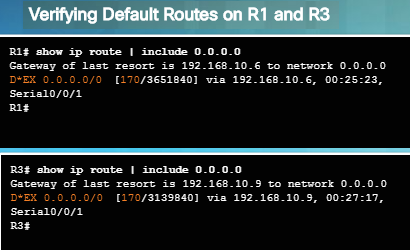 Verifying Default Routes on R1 and R3
R1# show ip route | include 0.0.0.0
Gateway of last resort is 192.168.10.6 to network 0.0.0.0
D*EX 0.0.0.0/0 [170/3651840] via 192.168.10.6, 00:25:23,
Serial0/0/1
R1#
R3# show ip route | include 0.0.0.0
Gateway of last resort is 192.168.10.9 to network 0.0.0.0
D*EX 0.0.0.0/0 [170/3139840] via 192.168.10.9, 00:27:17,
Serial0/0/1
R3#